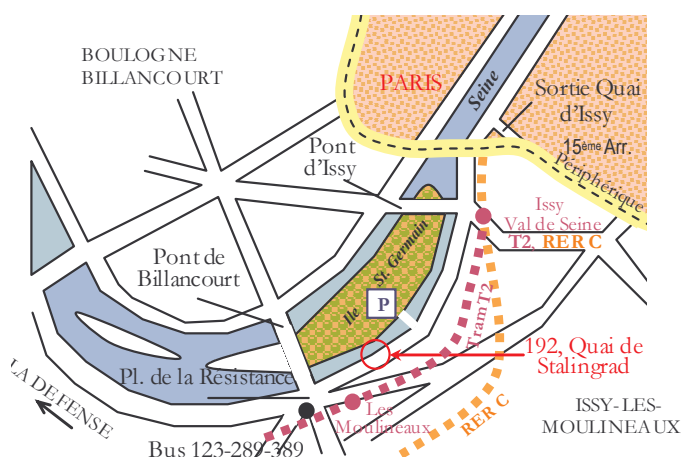 BOULOGNE
BILLANCOURT
PARIS
Seine
Sortie Quai
d'Issy
15ème Arr.
Périphérique
Pont
d'Issy
Issy
Val de Seine
T2, RER C
Ile St. Germain
Pont de
Billancourt
P
Tram T2
192, Quai de
Stalingrad
Pl. de la Resistance
LA DEFENSE
Les
Moulineaux
RER C
ISSY-LES-
MOULINEAUX
Bus 123-289-389